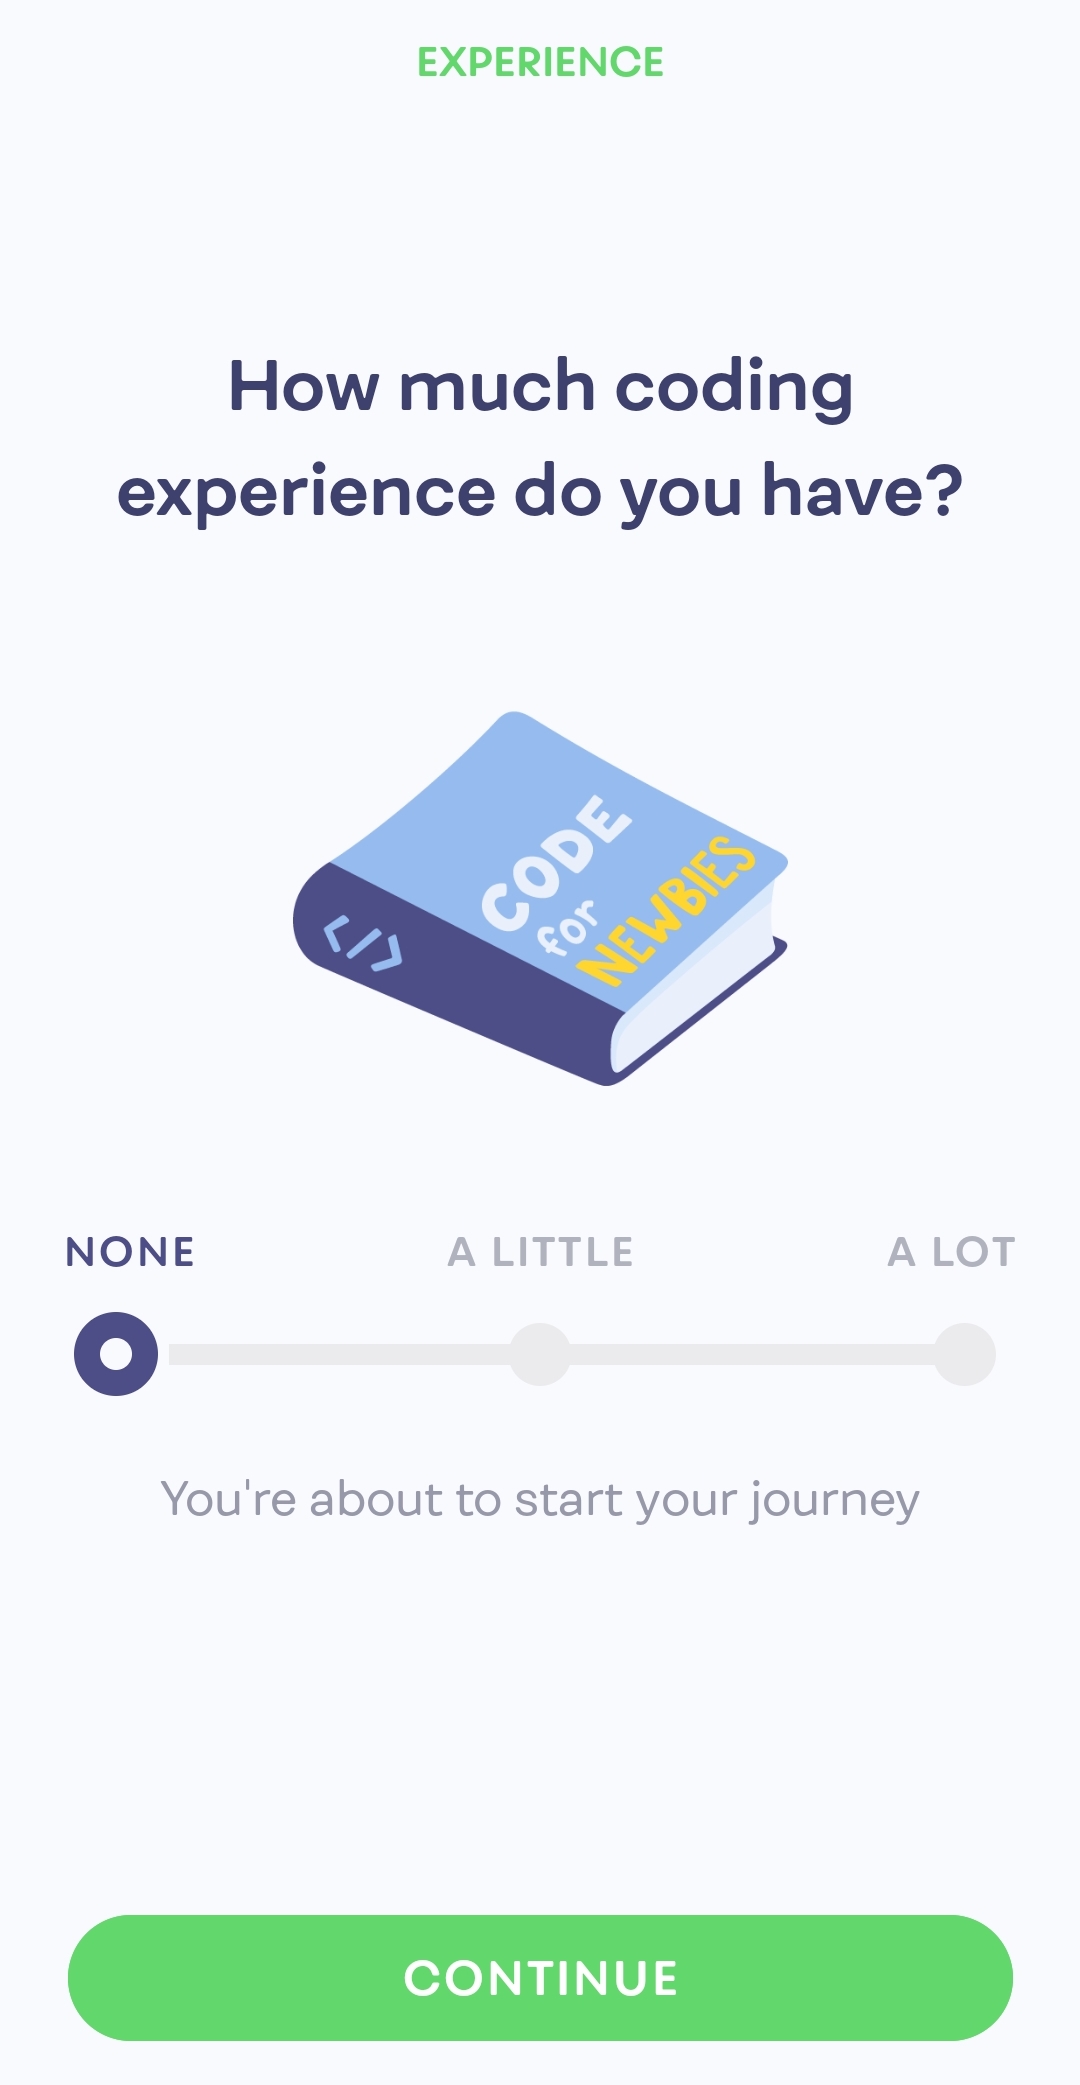 EXPERIENCE
How much coding
experience do you have?
CODE
for
NEWBIES
</>
NONE A LITTLE A LOT
You're about to start your journey
CONTINUE